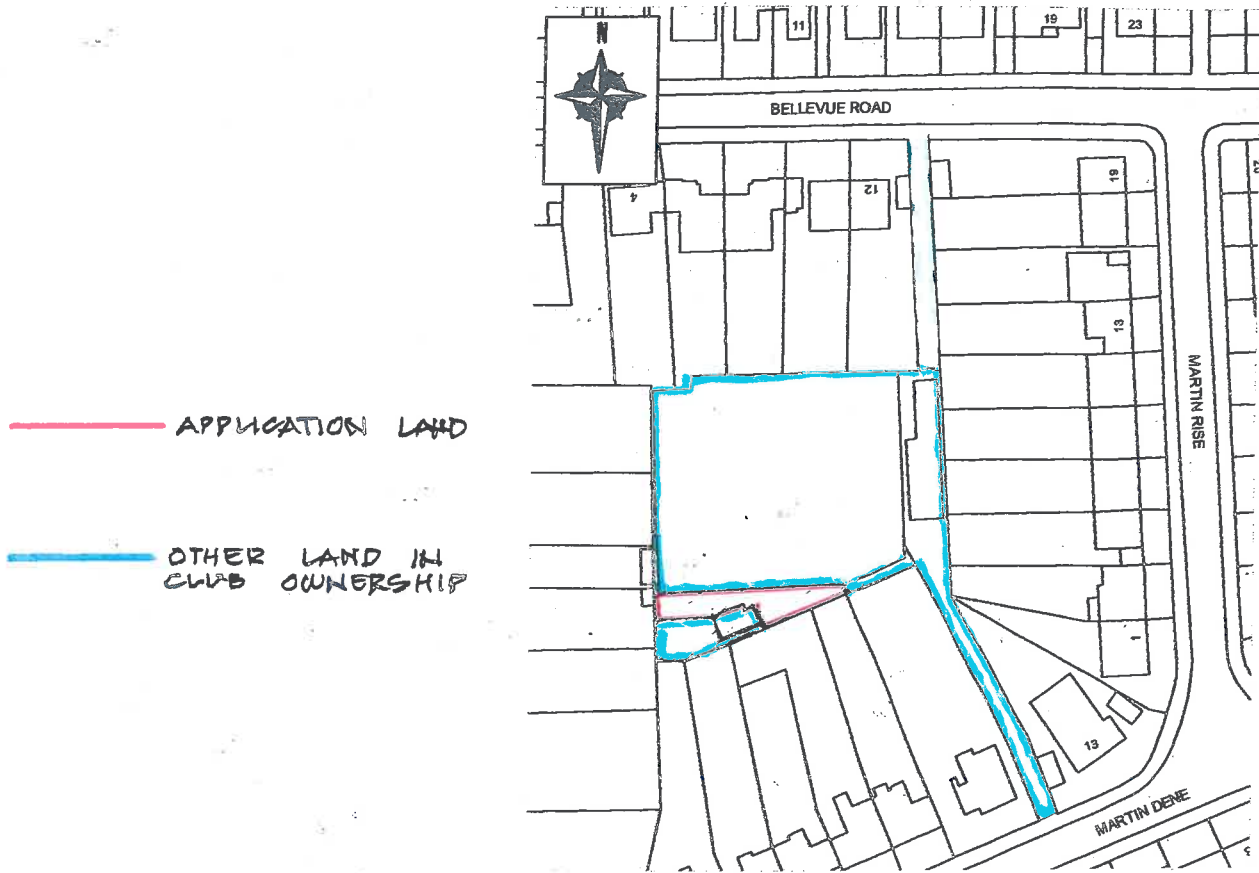 N
11
19
23
BELLEVUE ROAD
4
12
19
13
MARTIN RISE
APPLICATION LAND
OTHER LAND IN
CLUB OWNERSHIP
1
13
MARTIN DENE